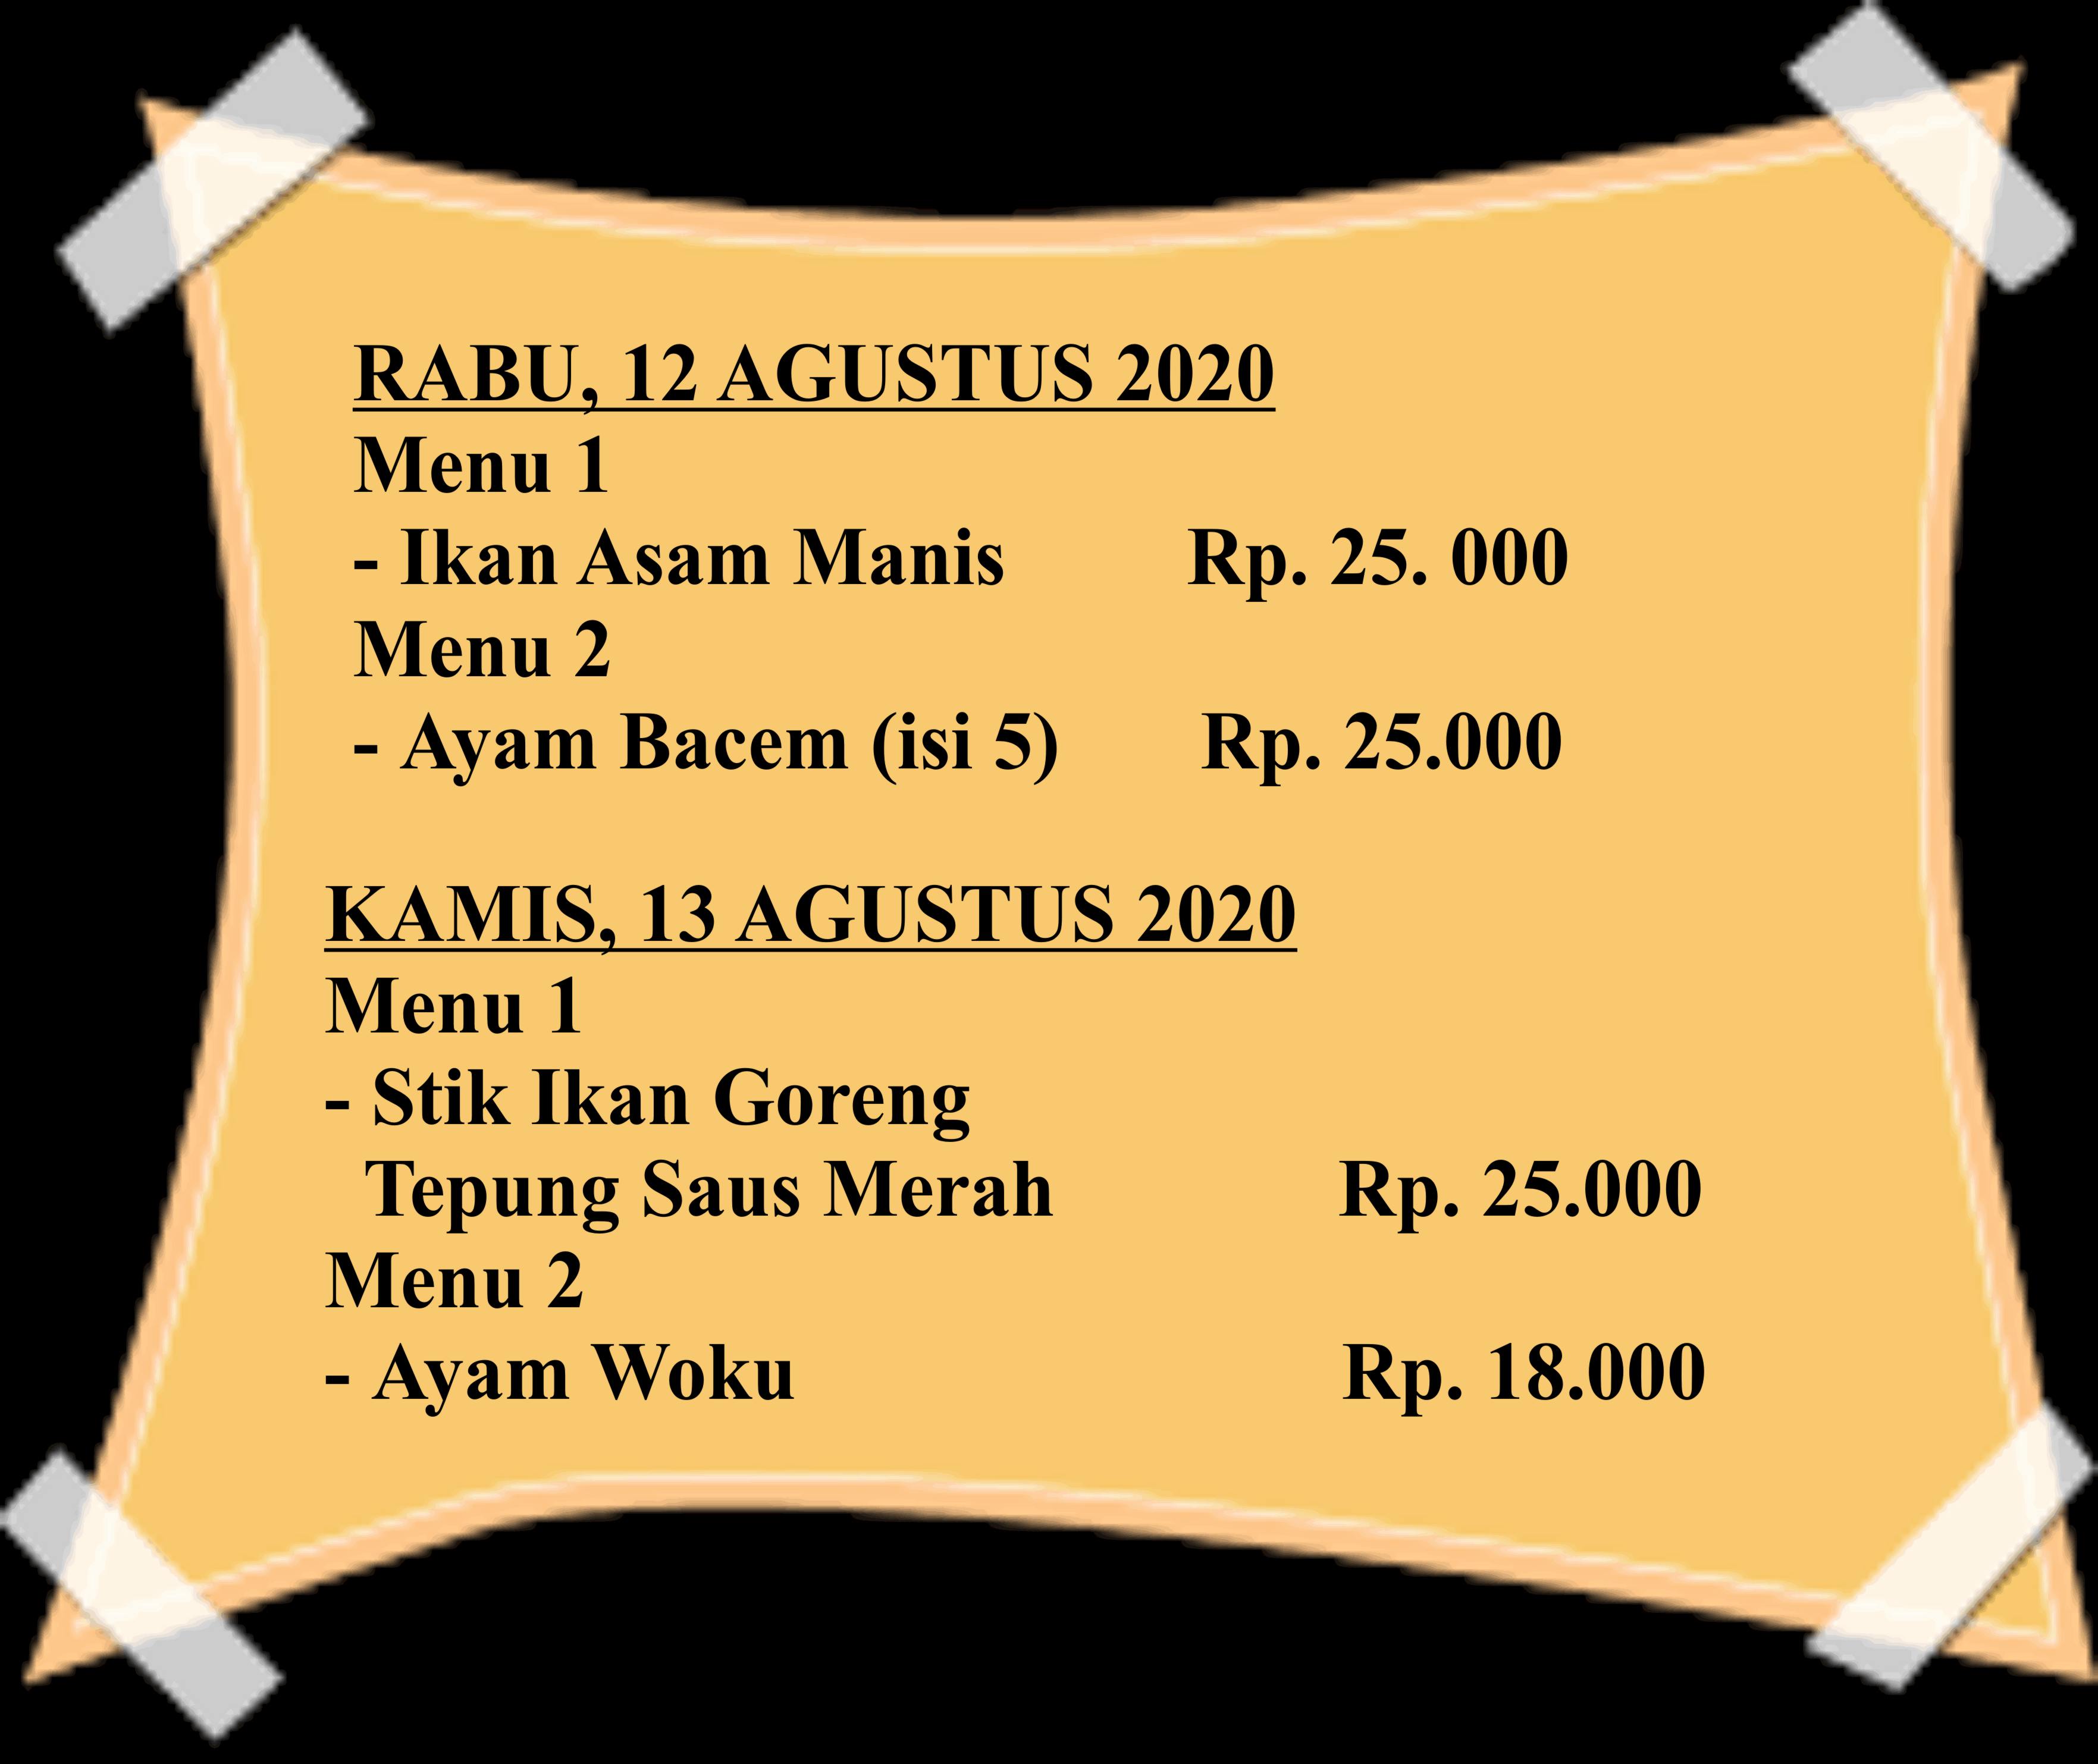 RABU, 12 AGUSTUS 2020
Menu 1
- Ikan Asam Manis Rp. 25. 000
Menu 2
- Ayam Bacem (isi 5) Rp. 25.000
KAMIS, 13 AGUSTUS 2020
Menu 1
- Stik Ikan Goreng
Tepung Saus Merah Rp. 25.000
Menu 2
- Ayam Woku Rp. 18.000